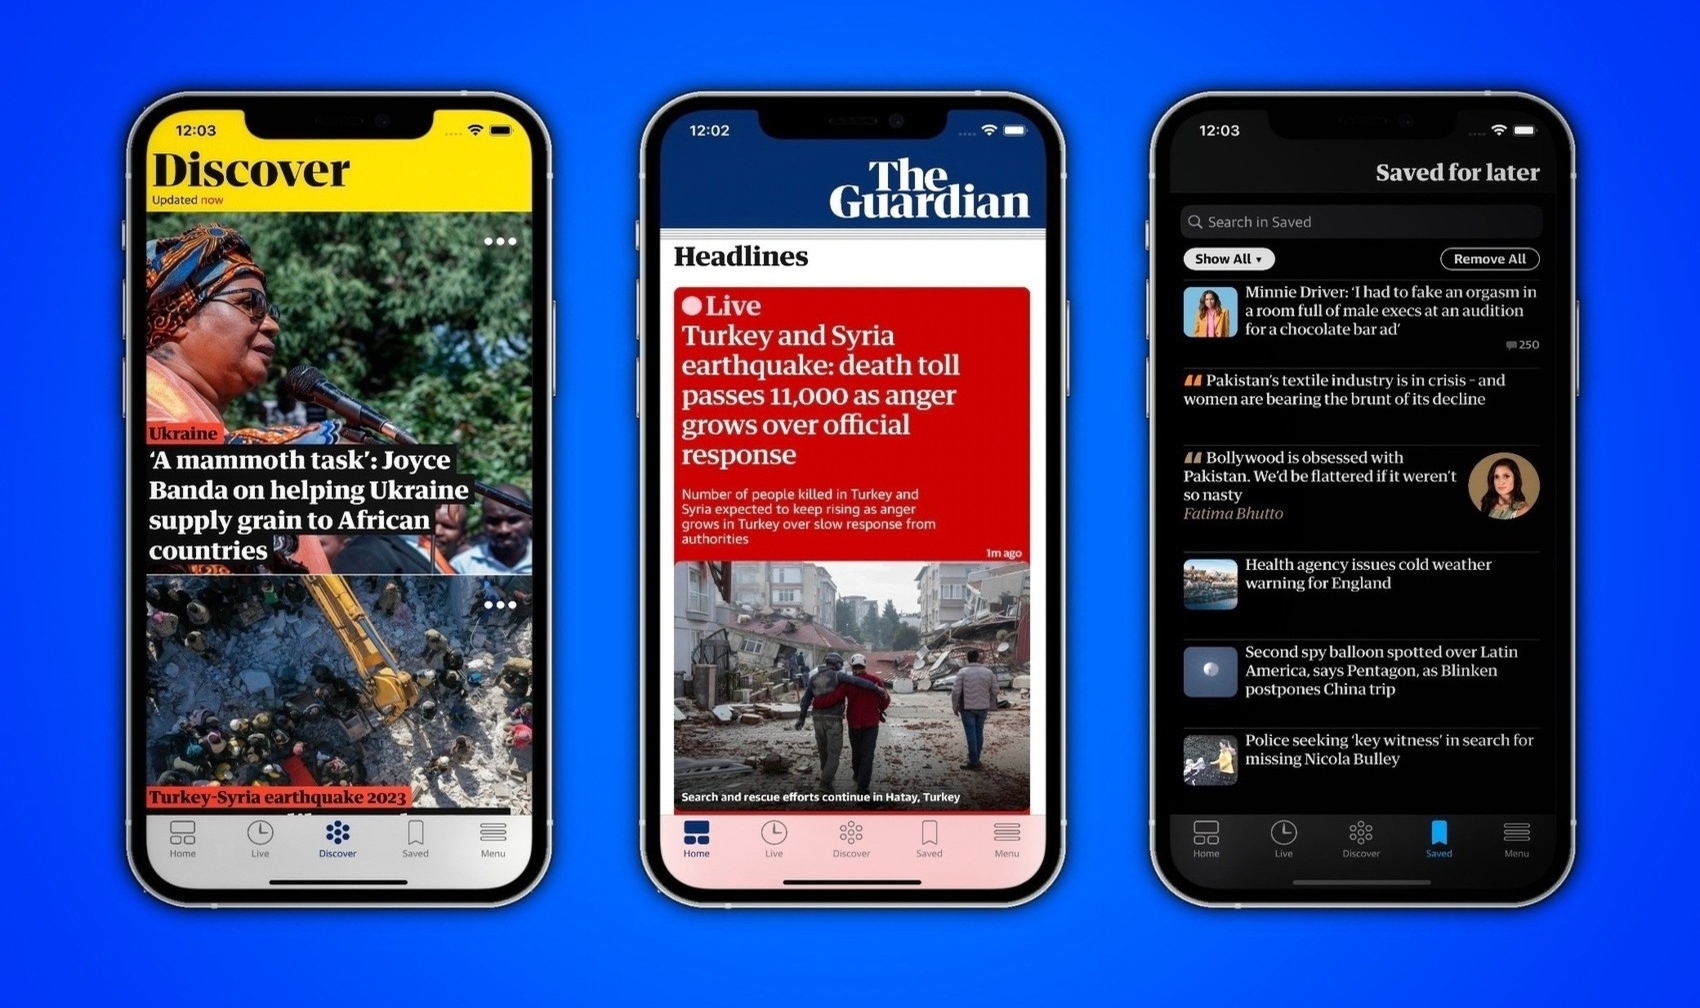 12:03
Discover
Updated now
Ukraine
‘A mammoth task’: Joyce
Banda on helping Ukraine
supply grain to African
countries
Turkey-Syria earthquake 2023
Home
Live
Discover
Saved
Menu
12:02
The
Guardian
Headlines
Live
Turkey and Syria
earthquake: death toll
passes 11,000 as anger
grows over official
response
Number of people killed in Turkey and
Syria expected to keep rising as anger
grows in Turkey over slow response from
authorities
1m ago
Search and rescue efforts continue in Hatay, Turkey
Home
Live
Discover
Saved
Menu
12:03
Saved for later
Search in Saved
Show All
Remove All
Minnie Driver: ‘I had to fake an orgasm in
a room full of male execs at an audition
for a chocolate bar ad’
250
Pakistan’s textile industry is in crisis – and
women are bearing the brunt of its decline
Bollywood is obsessed with
Pakistan. We’d be flattered if it weren’t
so nasty
Fatima Bhutto
Health agency issues cold weather
warning for England
Second spy balloon spotted over Latin
America, says Pentagon, as Blinken
postpones China trip
Police seeking ‘key witness’ in search for
missing Nicola Bulley
Home
Live
Discover
Saved
Menu